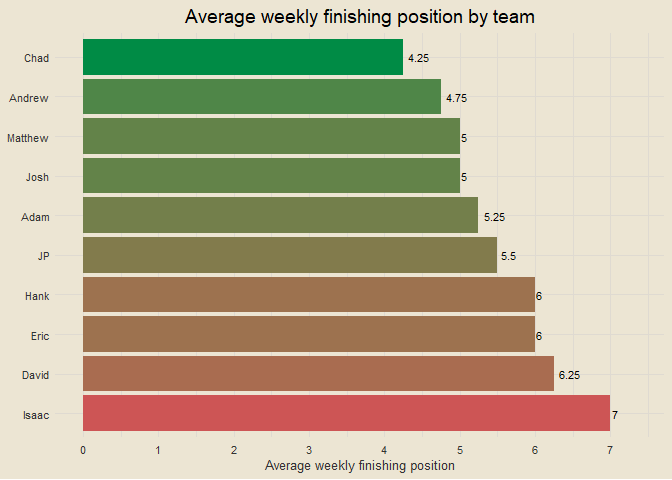 Average weekly finishing position by team
Chad 4.25
Andrew 4.75
Matthew 5
Josh 5
Adam 5.25
JP 5.5
Hank 6
Eric 6
David 6.25
Isaac 7
0 1 2 3 4 5 6 7
Average weekly finishing position